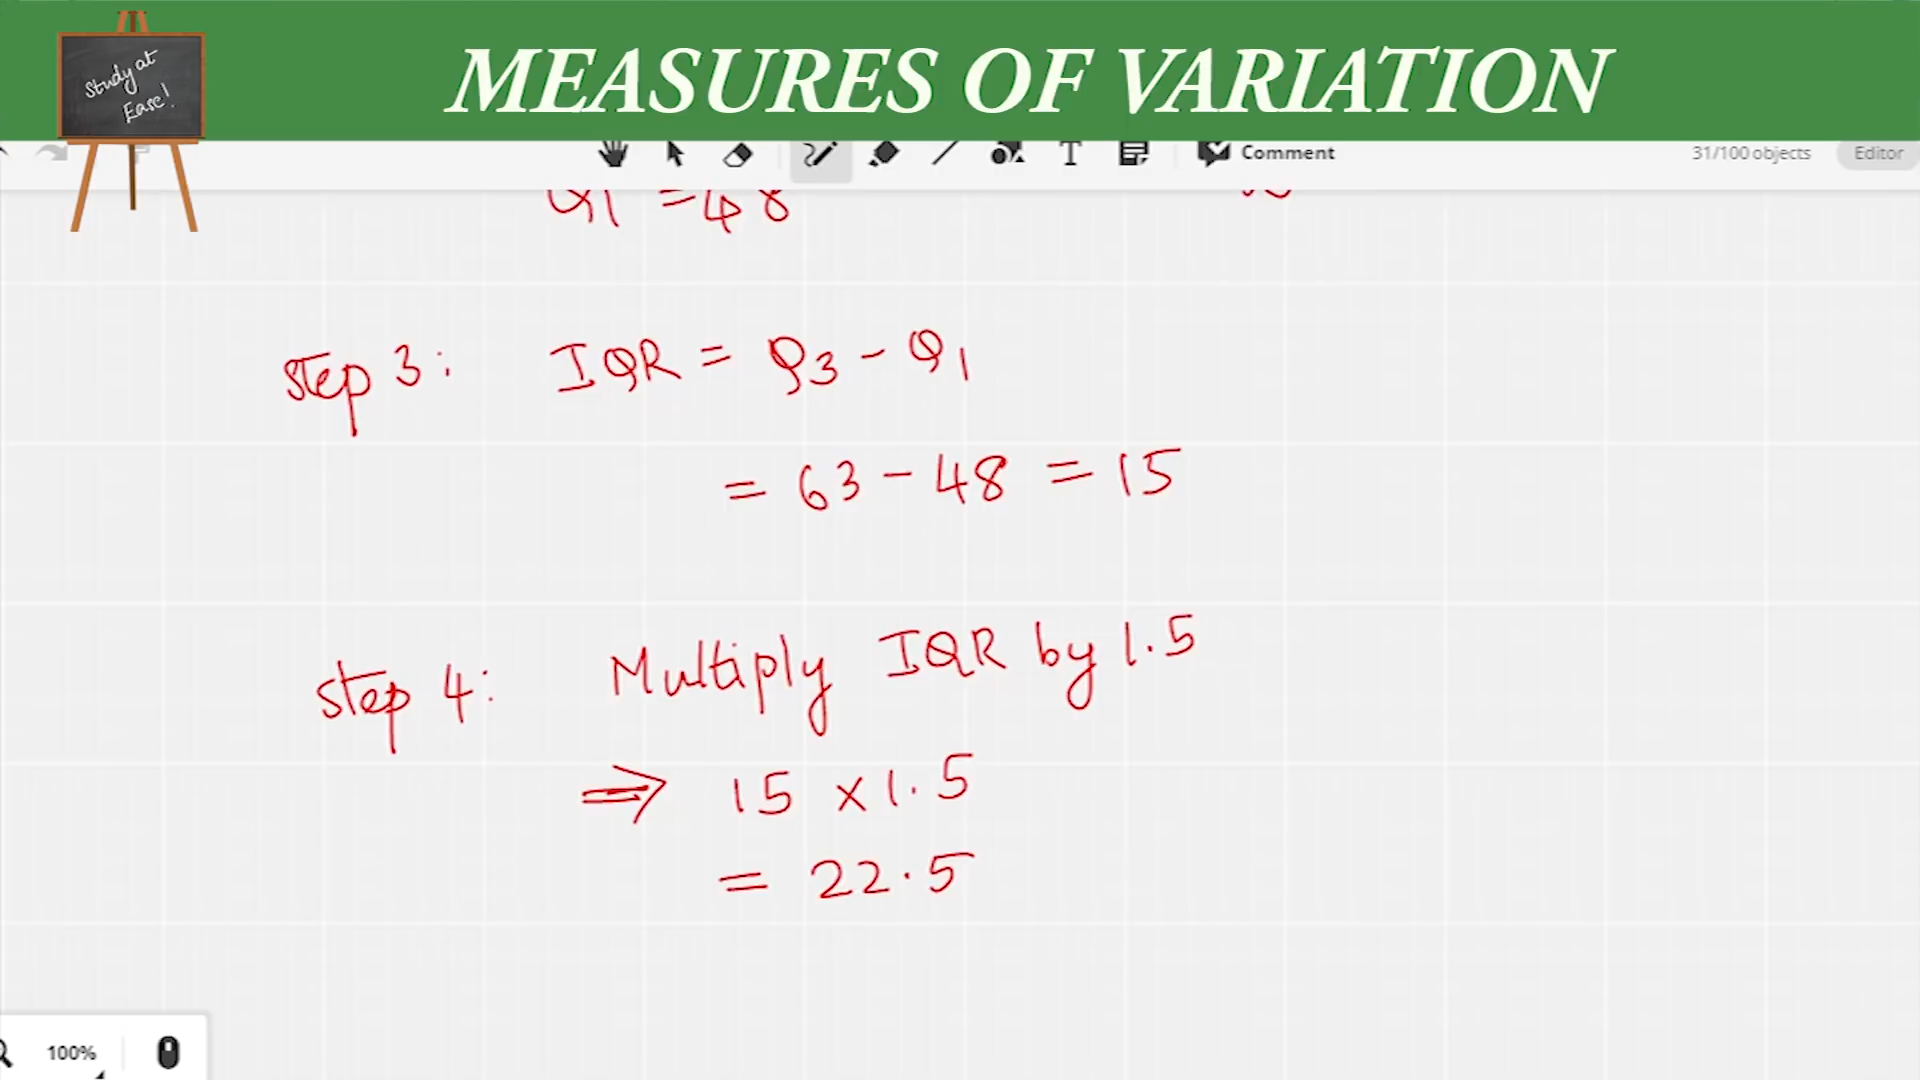 MEASURES OF VARIATION
Study at
Ease!
Comment
31/100 objects
Editor
Q1 = 48
Step 3: IQR = Q3 - Q1
= 63 - 48 = 15
Step 4: Multiply IQR by 1.5
⇒ 15 x 1.5
= 22.5
100%